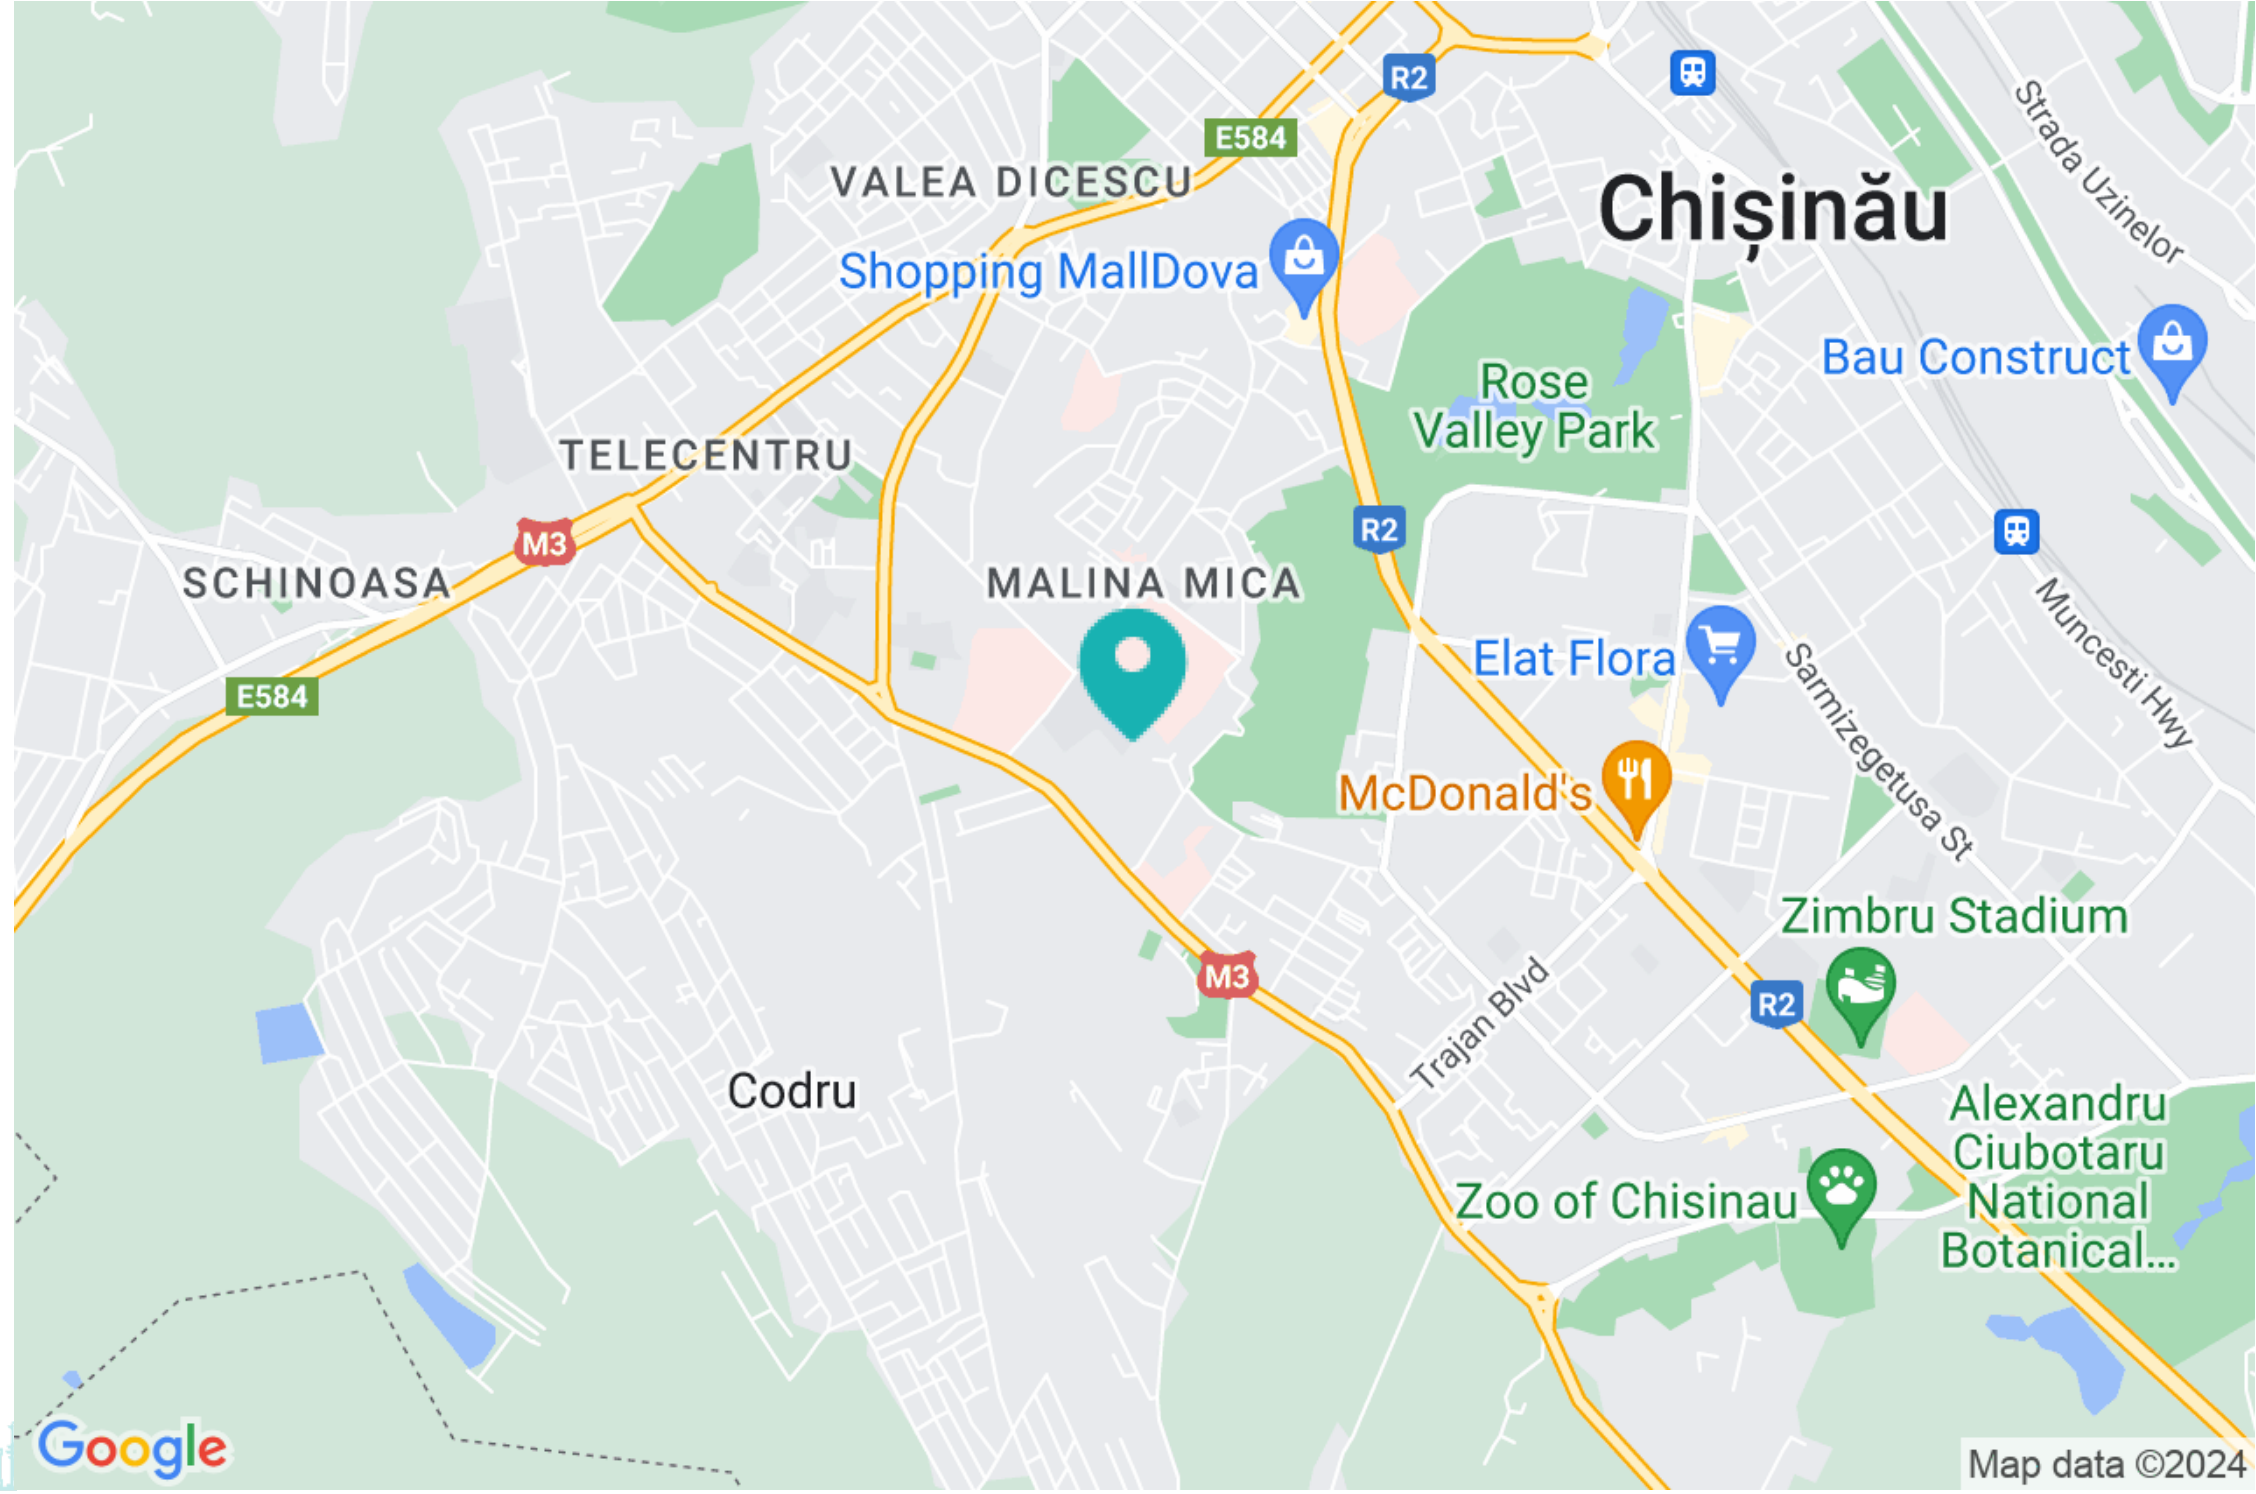 R2
E584
Strada Uzinelor
VALEA DICESCU
Chișinău
Shopping MallDova
Bau Construct
Rose
Valley Park
TELECENTRU
R2
M3
SCHINOASA
MALINA MICA
Muncesti Hwy
Elat Flora
Sarmizegetusa St
E584
McDonald's
Zimbru Stadium
M3
R2
Trajan Blvd
Codru
Alexandru
Ciubotaru
National
Botanical...
Zoo of Chisinau
Google
Map data ©2024